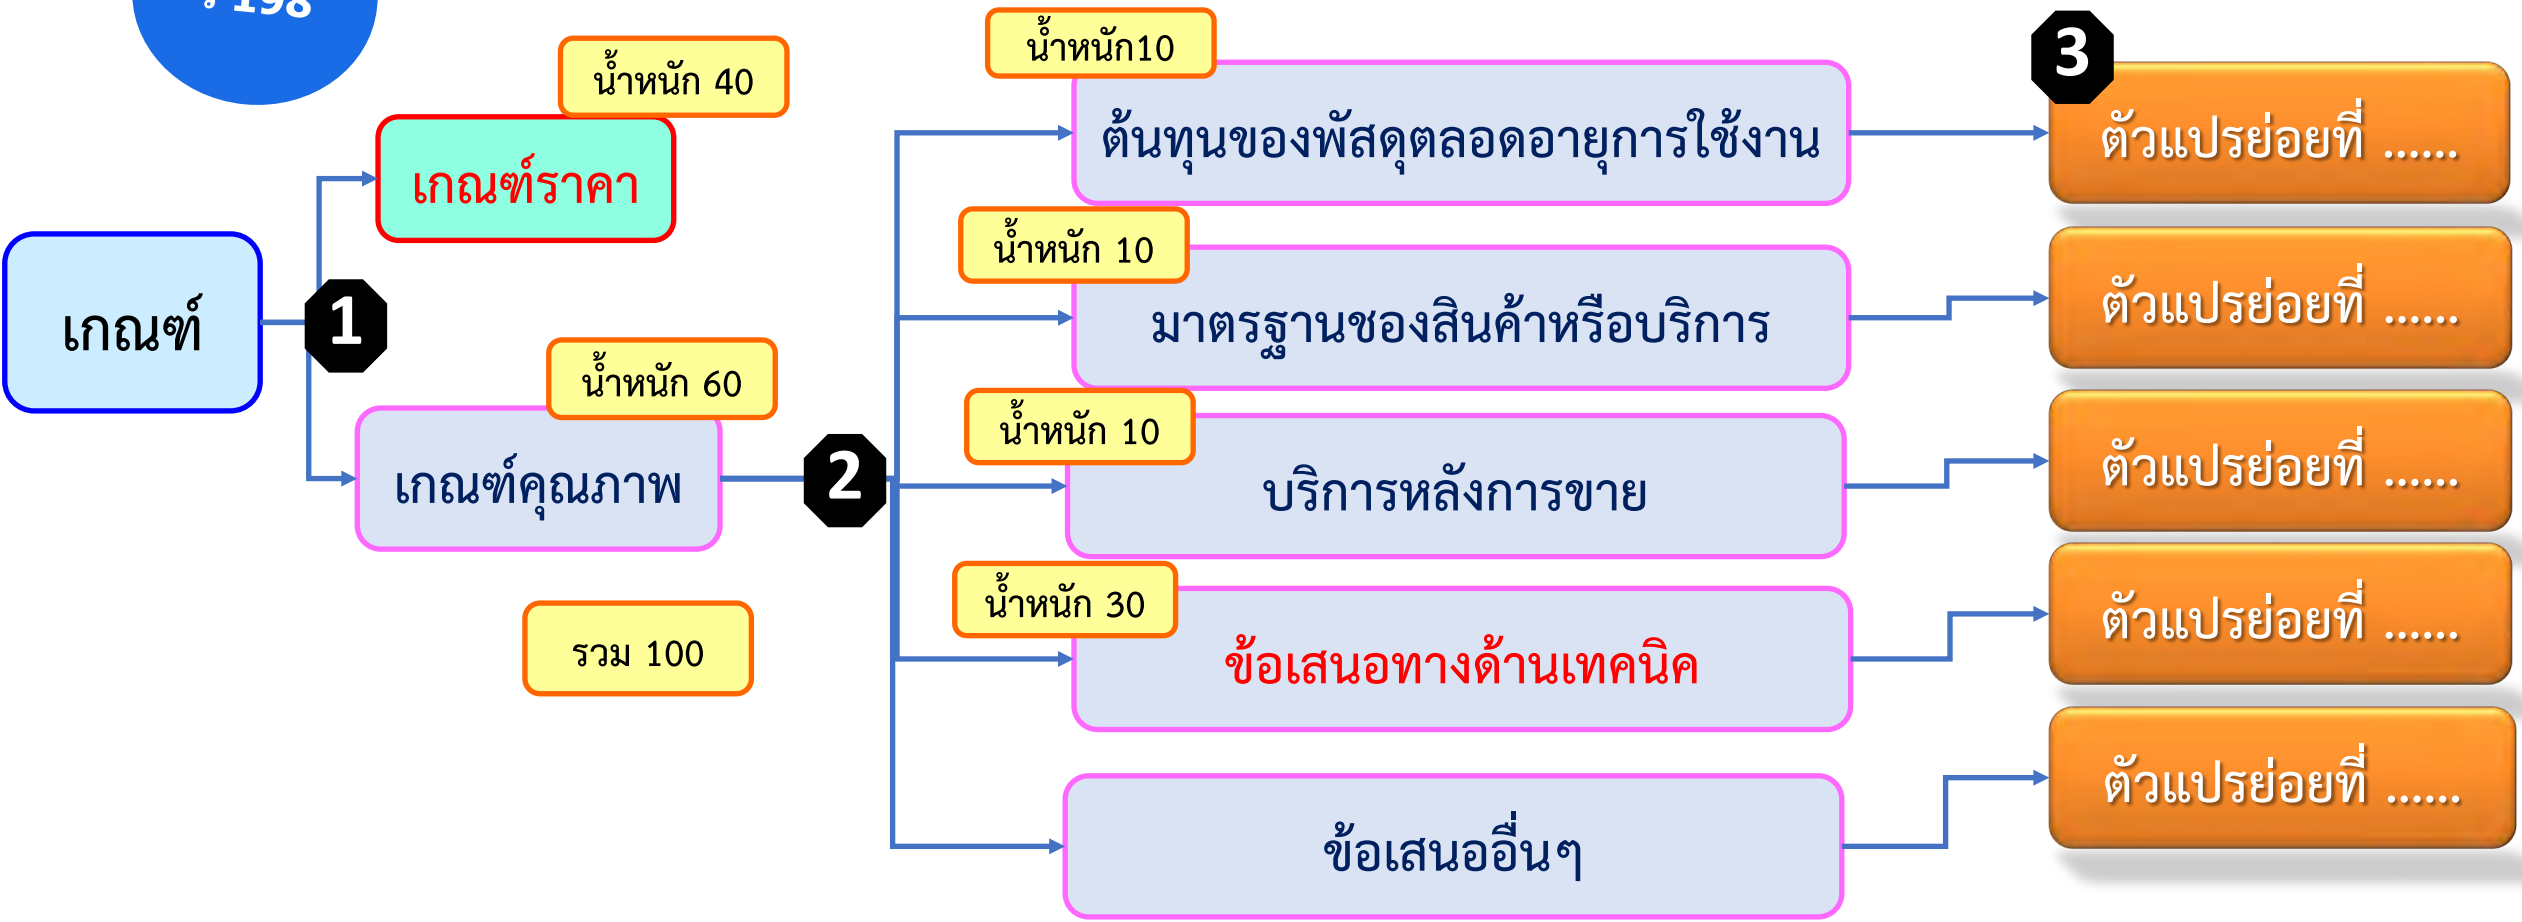 198
น้ำหนัก 40
เกณฑ์ราคา
เกณฑ์
1
น้ำหนัก 60
เกณฑ์คุณภาพ
รวม 100
2
น้ำหนัก10
ต้นทุนของพัสดุตลอดอายุการใช้งาน
น้ำหนัก 10
มาตรฐานชองสินค้าหรือบริการ
น้ำหนัก 10
บริการหลังการขาย
น้ำหนัก 30
ข้อเสนอทางด้านเทคนิค
ข้อเสนออื่นๆ
3
ตัวแปรย่อยที่ ......
ตัวแปรย่อยที่ ......
ตัวแปรย่อยที่ ......
ตัวแปรย่อยที่ ......
ตัวแปรย่อยที่ ......